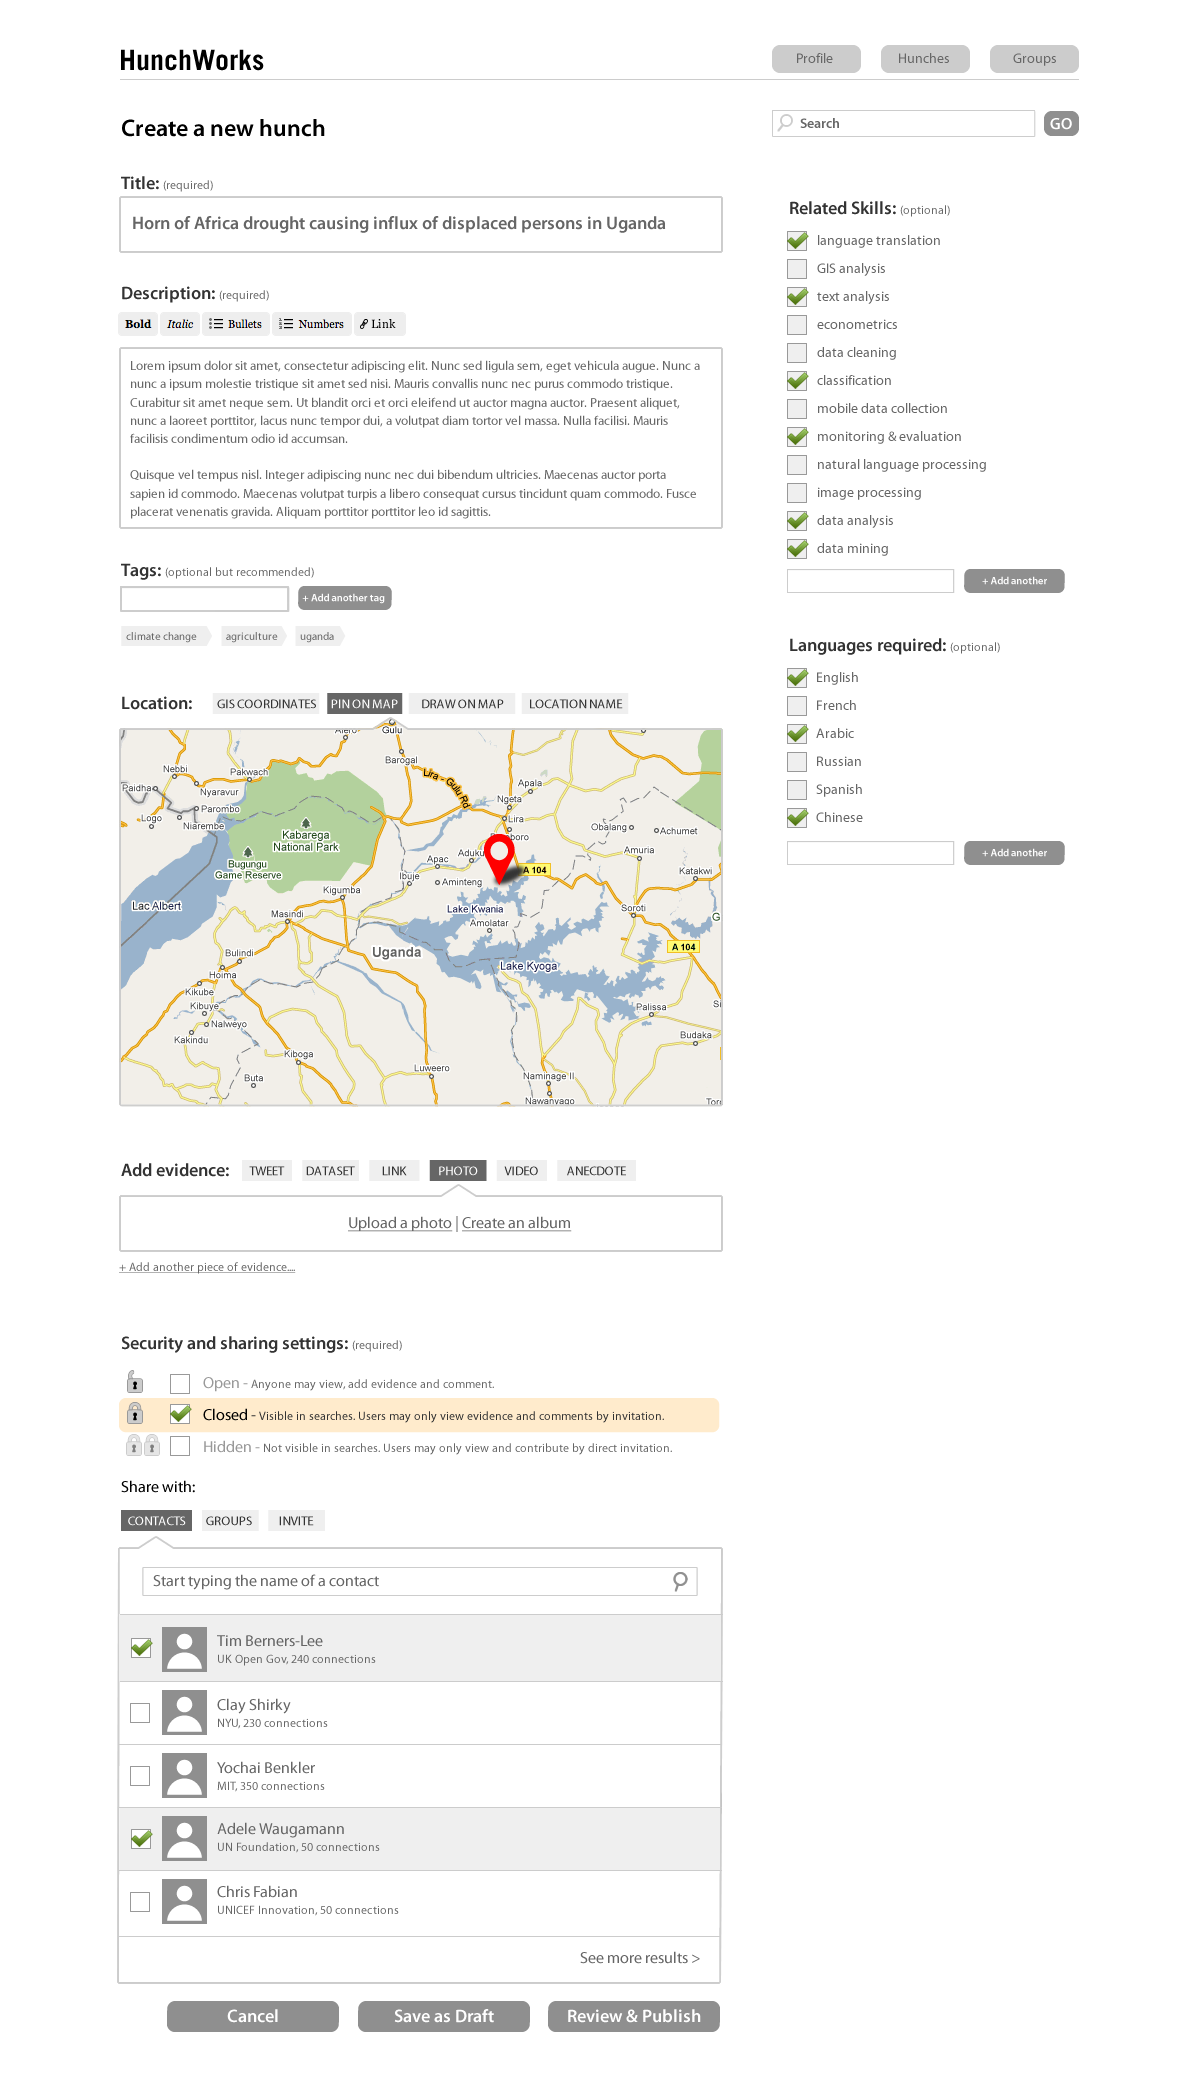 HunchWorks
Profile
Hunches
Groups
Create a new hunch
Search
GO
Title: (required)
Horn of Africa drought causing influx of displaced persons in Uganda
Description: (required)
Bold Italic Bullets Numbers Link
Lorem ipsum dolor sit amet, consectetur adipiscing elit. Nunc sed ligula sem, eget vehicula augue. Nunc a
nunc a ipsum molestie tristique sit amet sed nisi. Mauris convallis nunc nec purus commodo tristique.
Curabitur sit amet neque sem. Ut blandit orci et orci eleifend ut auctor magna auctor. Praesent aliquet,
nunc a laoreet porttitor, lacus nunc tempor dui, a volutpat diam tortor vel massa. Nulla facilisi. Mauris
facilisis condimentum odio id accumsan.
Quisque vel tempus nisl. Integer adipiscing nunc nec dui bibendum ultricies. Maecenas auctor porta
sapien id commodo. Maecenas volutpat turpis a libero consequat cursus tincidunt quam commodo. Fusce
placerat venenatis gravida. Aliquam porttitor porttitor leo id sagittis.
Tags: (optional but recommended)
+ Add another tag
climate change
agriculture
uganda
Location:
GIS COORDINATES
PIN ON MAP
DRAW ON MAP
LOCATION NAME
Gulu
Barogal
Nebbi
Pakwach
Lira - Gulu Rd
Paidha
Nyaravur
Apala
Ngeta
Parombo
Logo
Niarembe
Lira
Obalang
Achumet
Kabarega
National Park
Amuria
Apac
Bugungu
Game Reserve
Ibuje
Aminteng
A 104
Katakwi
Kigumba
Lac Albert
Lake Kwania
Soroti
Masindi
Amolatar
Uganda
A 104
Bulindi
Lake Kyoga
Hoima
Kikube
Kibuye
Palissa
Nalweyo
Kakindu
Budaka
Kiboga
Luweero
Buta
Naminage II
Nawanyago
Add evidence:
TWEET
DATASET
LINK
PHOTO
VIDEO
ANECDOTE
Upload a photo | Create an album
+ Add another piece of evidence....
Security and sharing settings: (required)
Open - Anyone may view, add evidence and comment.
Closed - Visible in searches. Users may only view evidence and comments by invitation.
Hidden - Not visible in searches. Users may only view and contribute by direct invitation.
Share with:
CONTACTS
GROUPS
INVITE
Start typing the name of a contact
Tim Berners-Lee
UK Open Gov, 240 connections
Clay Shirky
NYU, 230 connections
Yochai Benkler
MIT, 350 connections
Adele Waugamann
UN Foundation, 50 connections
Chris Fabian
UNICEF Innovation, 50 connections
See more results >
Cancel
Save as Draft
Review & Publish
Related Skills: (optional)
language translation
GIS analysis
text analysis
econometrics
data cleaning
classification
mobile data collection
monitoring & evaluation
natural language processing
image processing
data analysis
data mining
+ Add another
Languages required: (optional)
English
French
Arabic
Russian
Spanish
Chinese
+ Add another